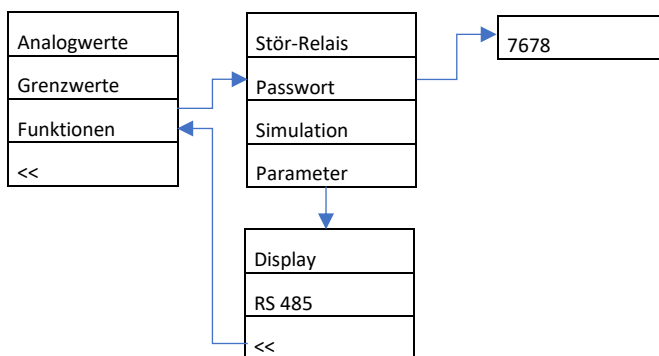 Analogwerte
Grenzwerte
Funktionen
<<
Stör-Relais
Passwort
Simulation
Parameter
7678
Display
RS 485
<<